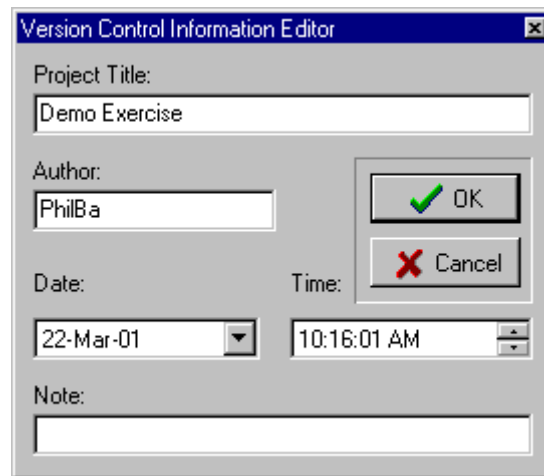 Version Control Information Editor
Project Title:
Demo Exercise
Author:
PhilBa
OK
Cancel
Date:
Time:
22-Mar-01
10:16:01 AM
Note: